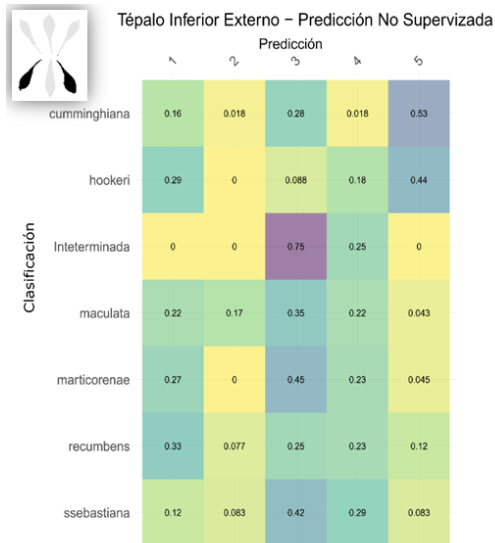 Tépalo Inferior Externo − Predicción No Supervizada
Predicción
1 2 3 4 5
Clasificación
cumminghiana 0.16 0.018 0.28 0.018 0.53
hookeri 0.29 0 0.088 0.18 0.44
Inteterminada 0 0 0.75 0.25 0
maculata 0.22 0.17 0.35 0.22 0.043
marticorenae 0.27 0 0.45 0.23 0.045
recumbens 0.33 0.077 0.25 0.23 0.12
ssebastiana 0.12 0.083 0.42 0.29 0.083